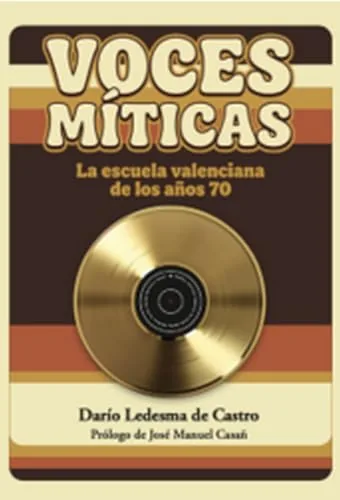 VOCES
MÍTICAS
La escuela valenciana
de los años 70
Darío Ledesma de Castro
Prólogo de José Manuel Casañ